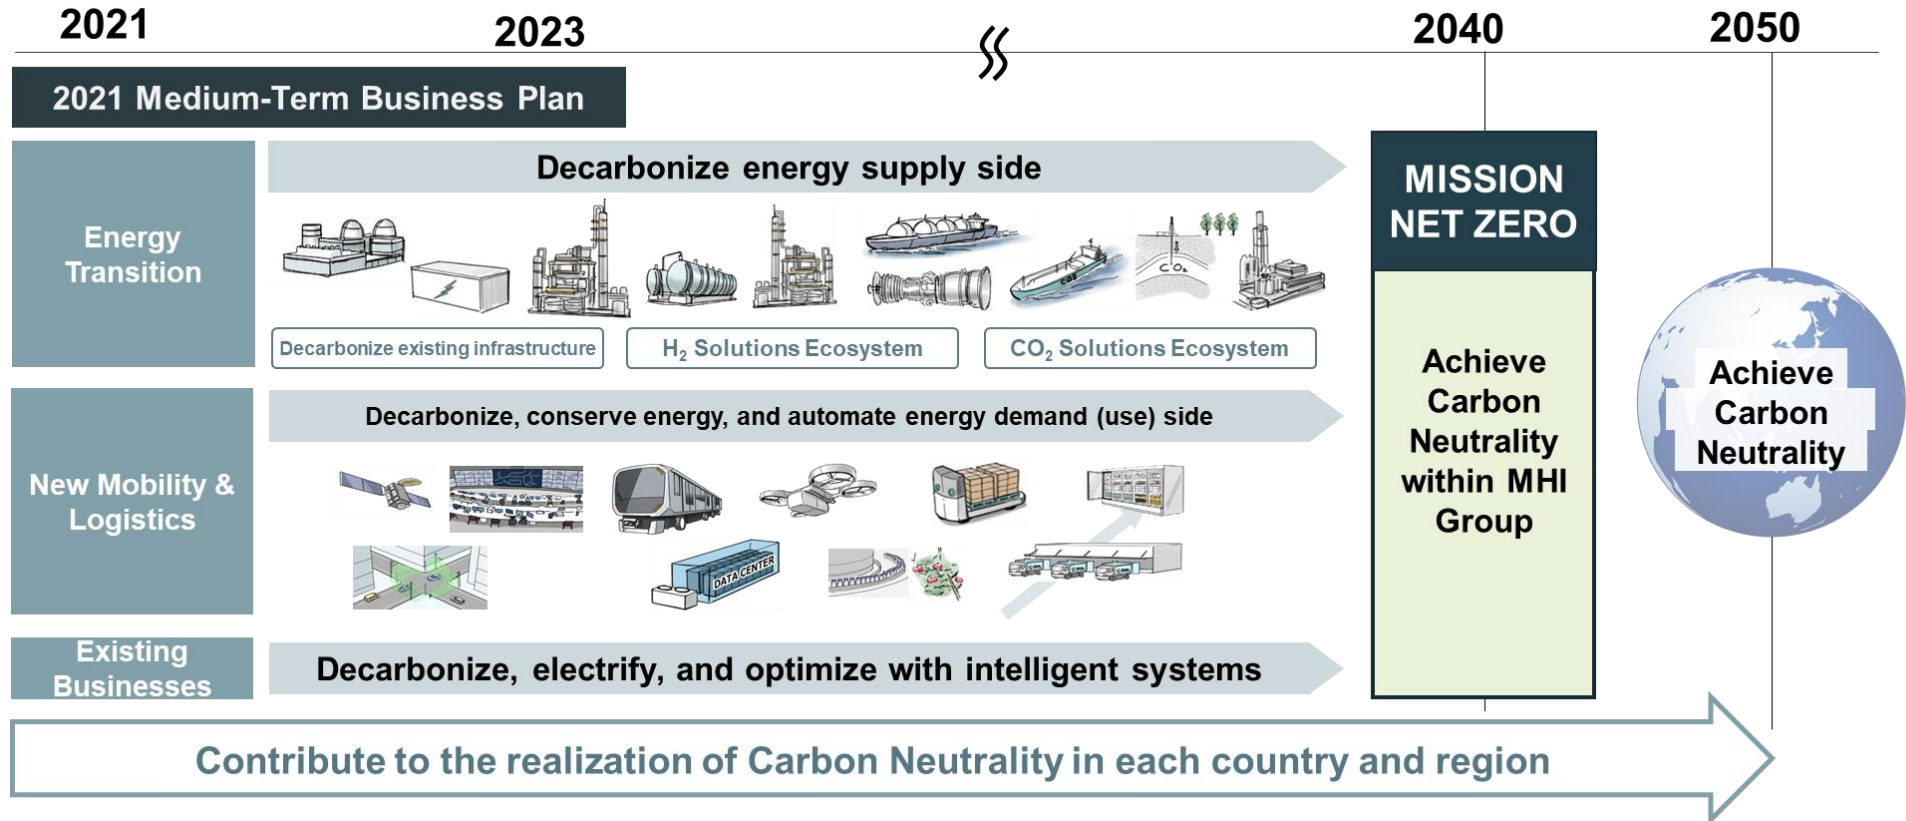 2021
2023
2040
2050
2021 Medium-Term Business Plan
Energy
Transition
Decarbonize energy supply side
CO₂
Decarbonize existing infrastructure
H₂ Solutions Ecosystem
CO₂ Solutions Ecosystem
New Mobility &
Logistics
Decarbonize, conserve energy, and automate energy demand (use) side
DATA CENTER
Existing
Businesses
Decarbonize, electrify, and optimize with intelligent systems
MISSION
NET ZERO
Achieve
Carbon
Neutrality
within MHI
Group
Achieve
Carbon
Neutrality
Contribute to the realization of Carbon Neutrality in each country and region